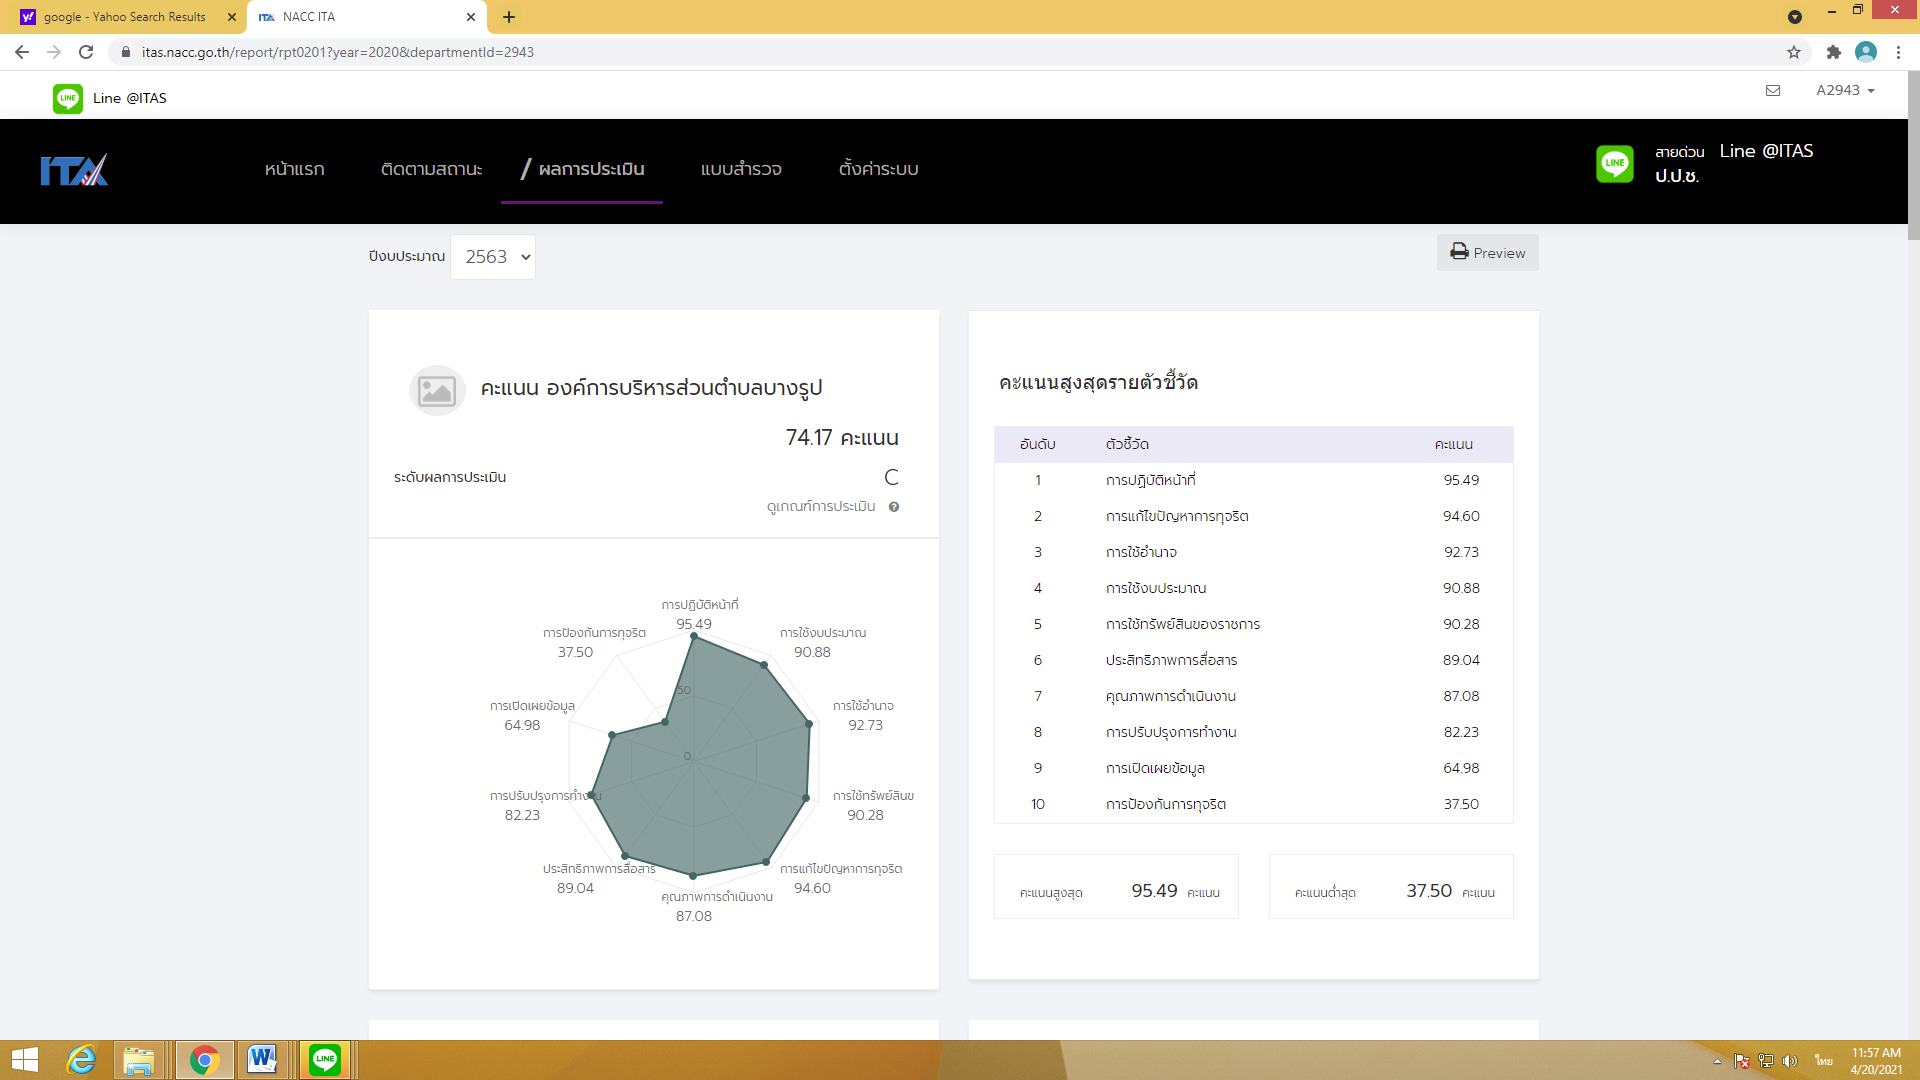 google - Yahoo Search Results
NACC ITA
itas.nacc.go.th/report/rpt0201?year=2020&departmentId=2943
Line @ITAS
A2943
ITA
หน้าแรก
ติดตามสถานะ
/ ผลการประเมิน
แบบสำรวจ
ตั้งค่าระบบ
สายด่วน Line @ITAS
ป.ป.ช.
ปีงบประมาณ 2563
Preview
คะแนน องค์การบริหารส่วนตำบลบางรูป
74.17 คะแนน
ระดับผลการประเมิน C
ดูเกณฑ์การประเมิน
การปฏิบัติหน้าที่
95.49
การใช้งบประมาณ
90.88
การใช้อำนาจ
92.73
การใช้ทรัพย์สินข
90.28
การแก้ไขปัญหาการทุจริต
94.60
คุณภาพการดำเนินงาน
87.08
ประสิทธิภาพการสื่อสาร
89.04
การปรับปรุงการทำงาน
82.23
การเปิดเผยข้อมูล
64.98
การป้องกันการทุจริต
37.50
50
0
คะแนนสูงสุดรายตัวชี้วัด
อันดับ ตัวชี้วัด คะแนน
1 การปฏิบัติหน้าที่ 95.49
2 การแก้ไขปัญหาการทุจริต 94.60
3 การใช้อำนาจ 92.73
4 การใช้งบประมาณ 90.88
5 การใช้ทรัพย์สินของราชการ 90.28
6 ประสิทธิภาพการสื่อสาร 89.04
7 คุณภาพการดำเนินงาน 87.08
8 การปรับปรุงการทำงาน 82.23
9 การเปิดเผยข้อมูล 64.98
10 การป้องกันการทุจริต 37.50
คะแนนสูงสุด 95.49 คะแนน
คะแนนต่ำสุด 37.50 คะแนน
ไทย
11:57 AM
4/20/2021